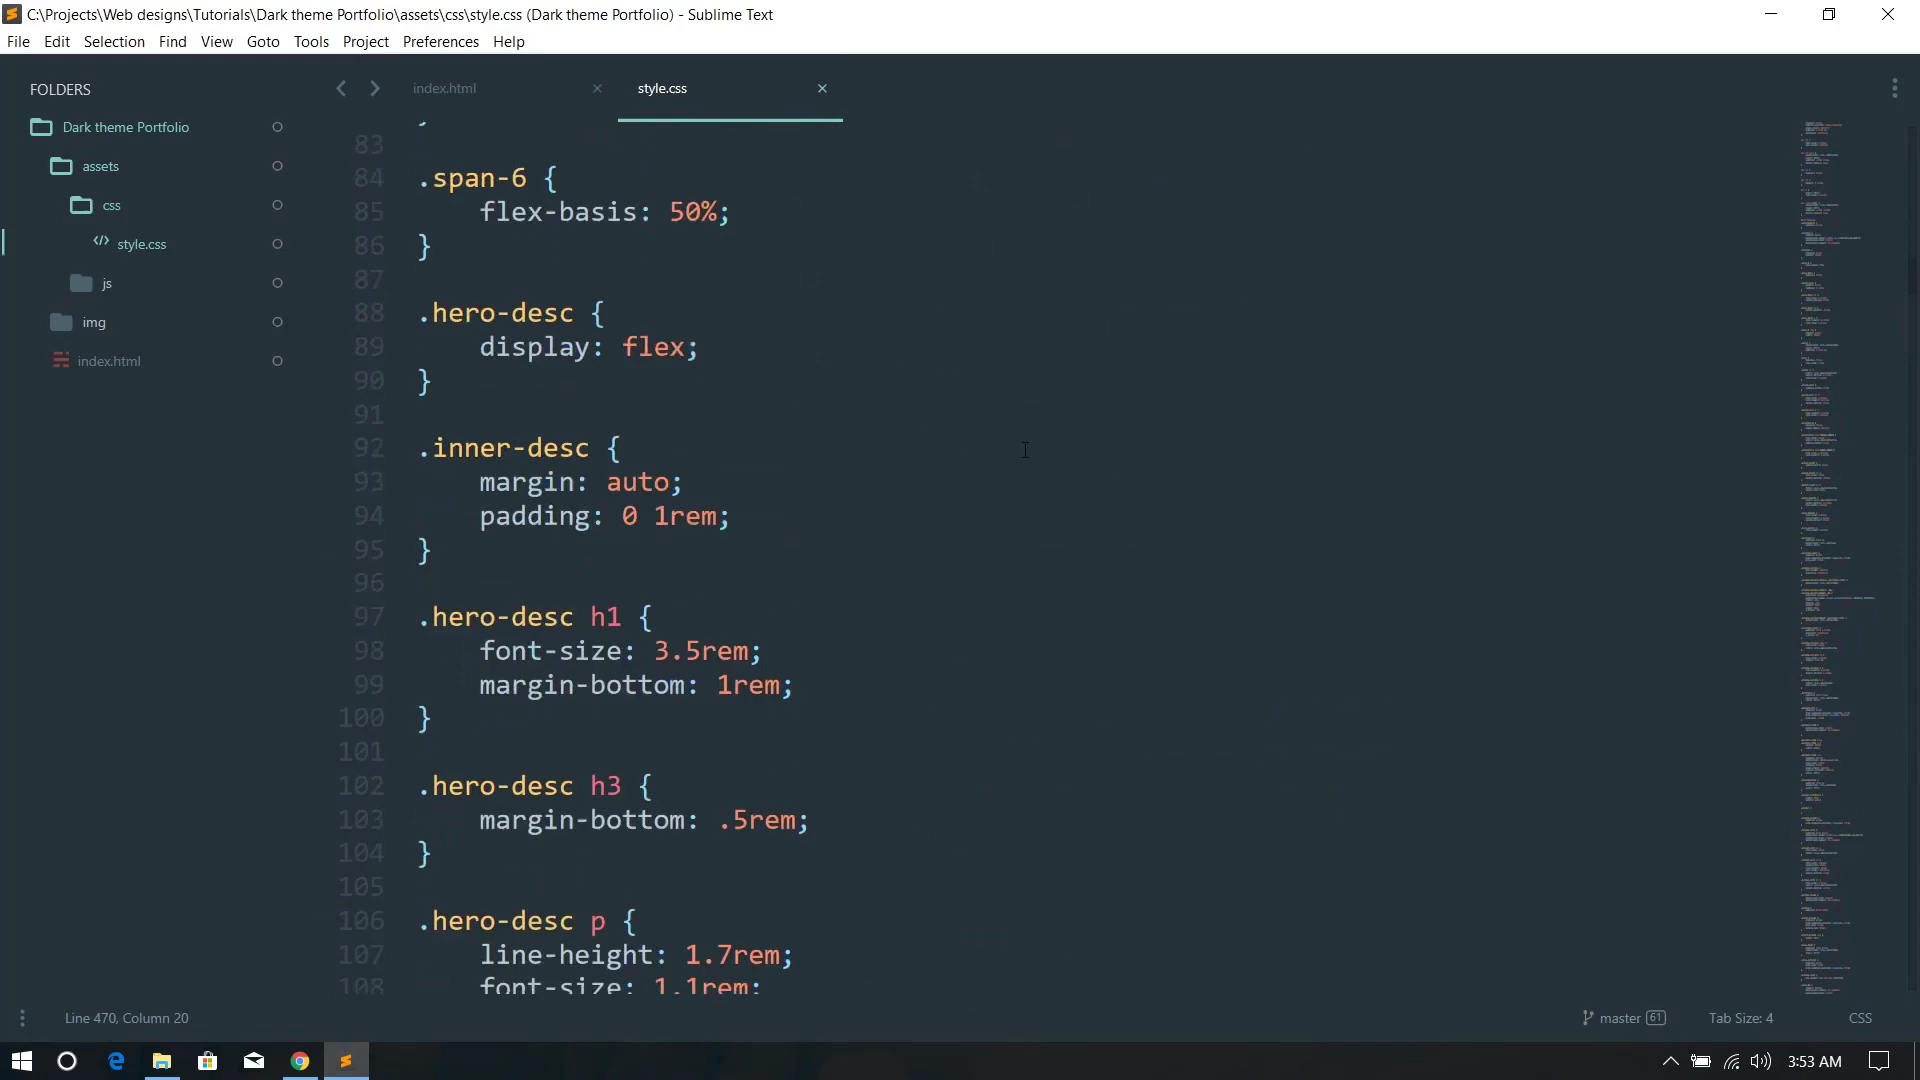 C:\Projects\Web designs\Tutorials\Dark theme Portfolio\assets\css\style.css (Dark theme Portfolio) - Sublime Text
File Edit Selection Find View Goto Tools Project Preferences Help
FOLDERS
Dark theme Portfolio
assets
css
style.css
js
img
index.html
index.html
style.css
}
83
84 .span-6 {
85 flex-basis: 50%;
86 }
87
88 .hero-desc {
89 display: flex;
90 }
91
92 .inner-desc {
93 margin: auto;
94 padding: 0 1rem;
95 }
96
97 .hero-desc h1 {
98 font-size: 3.5rem;
99 margin-bottom: 1rem;
100 }
101
102 .hero-desc h3 {
103 margin-bottom: .5rem;
104 }
105
106 .hero-desc p {
107 line-height: 1.7rem;
108 font-size: 1.1rem;
Line 470, Column 20
master 61
Tab Size: 4
CSS
3:53 AM